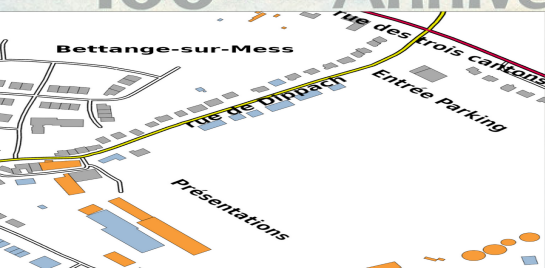 rue des trois cantons
Bettange-sur-Mess
Entrée Parking
rue de Dippach
Présentations